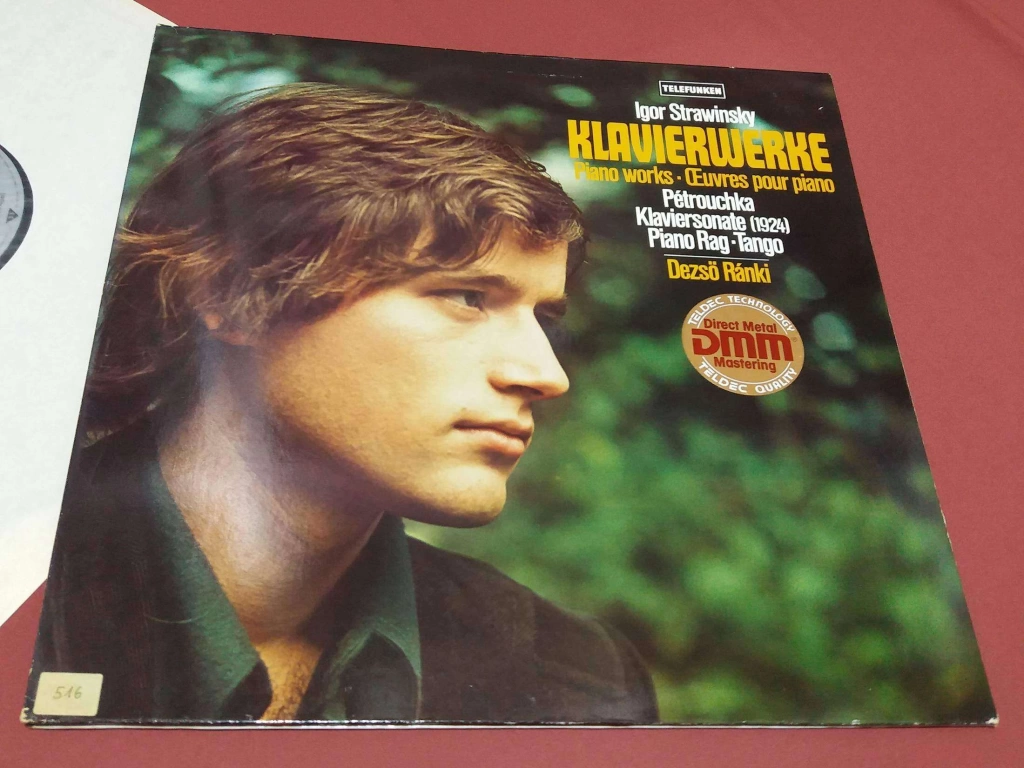 TELEFUNKEN
Igor Strawinsky
KLAVIERWERKE
Piano works · Œuvres pour piano
Pétrouchka
Klaviersonate (1924)
Piano Rag · Tango
Dezsö Ránki
TELDEC TECHNOLOGY
Direct Metal
DMM
Mastering
TELDEC QUALITY
516